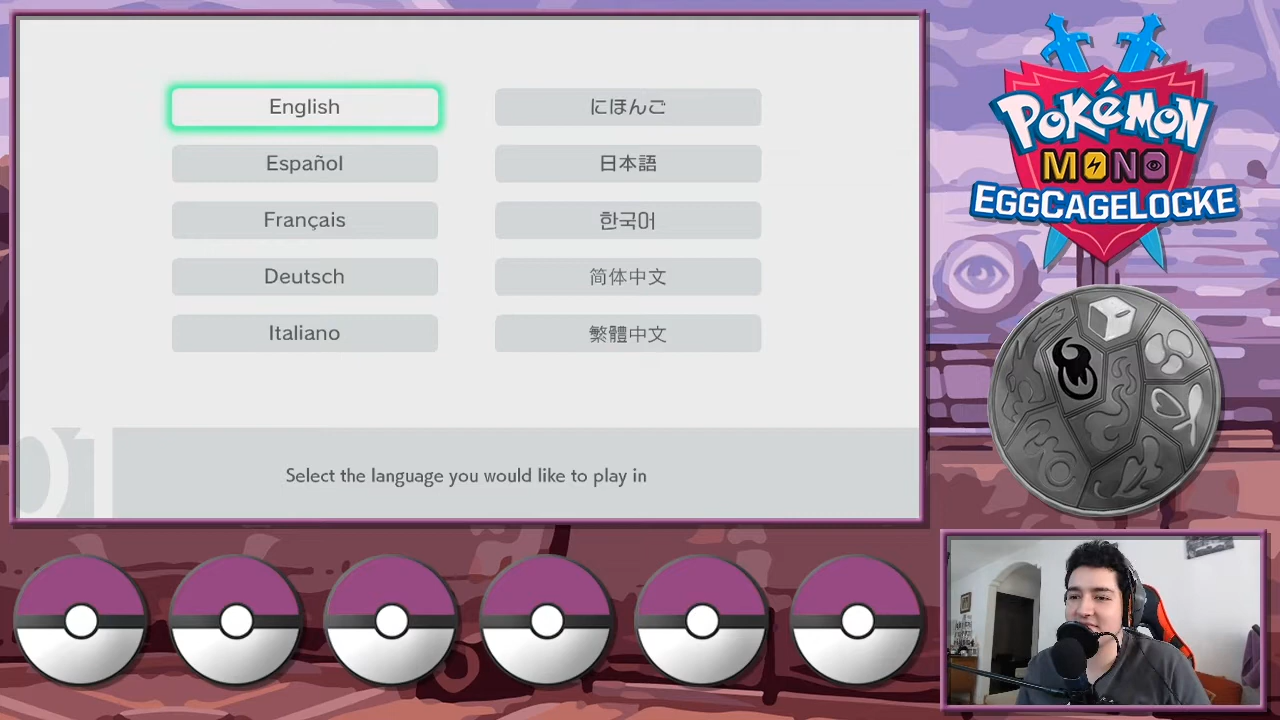 English
Español
Français
Deutsch
Italiano
にほんご
日本語
한국어
简体中文
繁體中文
01
Select the language you would like to play in
POKéMON
MONO
EGGCAGELOCKE